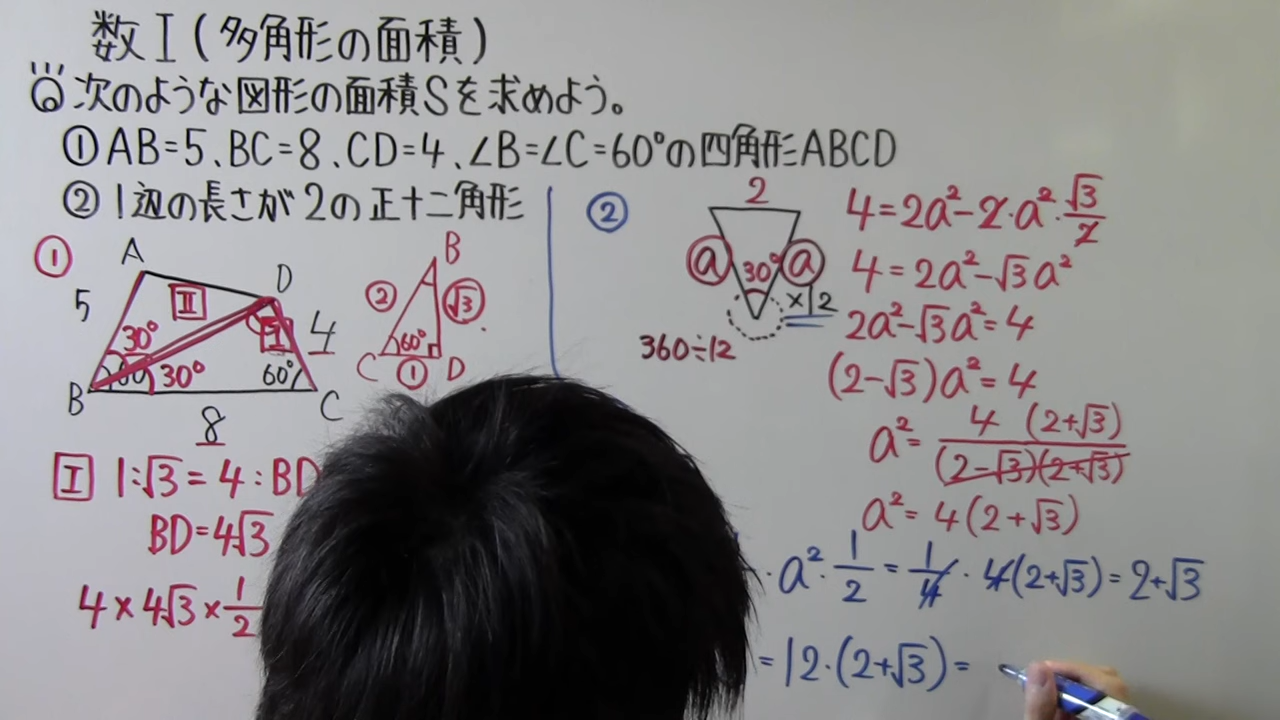 数I(多角形の面積)
◎次のような図形の面積Sを求めよう。
①AB=5、BC=8、CD=4、∠B=∠C=60°の四角形ABCD
②1辺の長さが2の正十二角形
①
A
D
5
II
I
4
30°
60
30°
60°
B
8
C
B
②
√3
60°
C
①
D
I 1:√3=4:BD
BD=4√3
4×4√3×1/2
②
2
a
30°
a
×12
360÷12
4=2a²-2・a²・√3/2
4=2a²-√3a²
2a²-√3a²=4
(2-√3)a²=4
a²=4(2+√3)/(2-√3)(2+√3)
a²=4(2+√3)
・a²・1/2=1/4・4(2+√3)=2+√3
=12・(2+√3)=